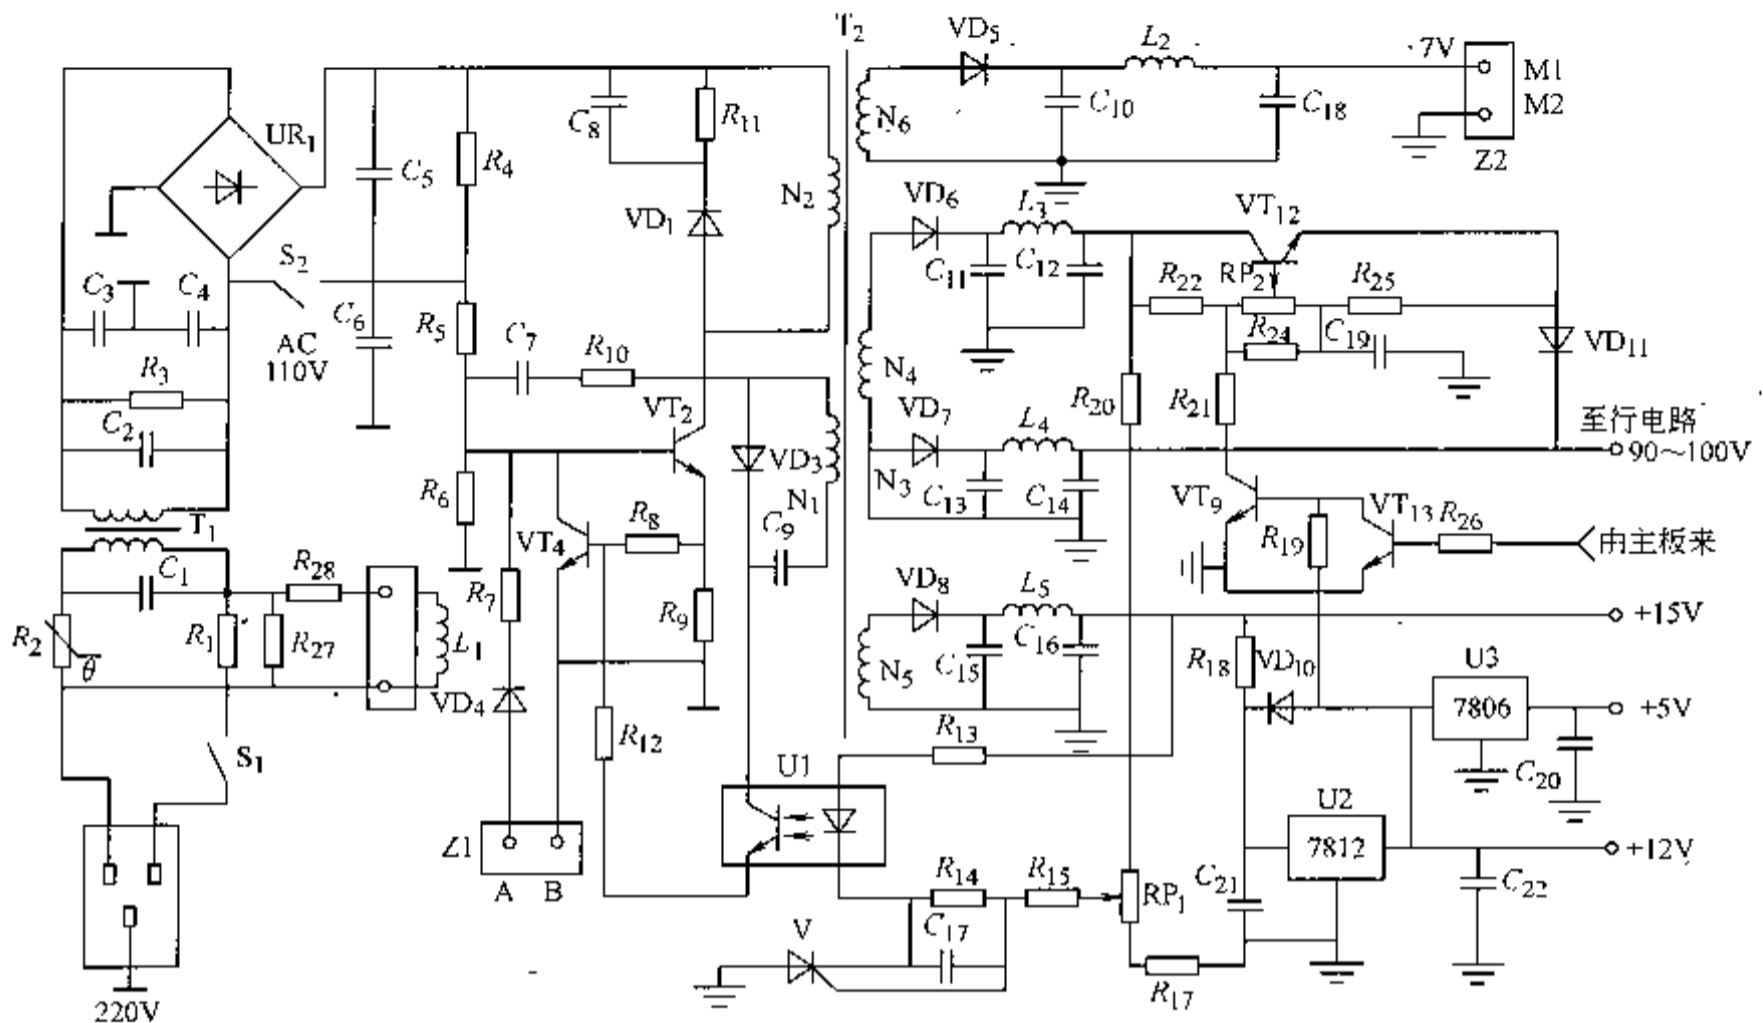 T2
VD5
L2
7V
M1
M2
Z2
C10
C18
N6
UR1
C5
R4
C8
R11
N2
VD1
S2
C3
C4
C6
AC
110V
R5
C7
R10
R3
C2
VT2
VD3
N1
R6
T1
C9
VT4
R8
C1
R28
R7
R9
R2
θ
R1
R27
L1
VD4
R12
S1
Z1
A
B
220V
VD6
L3
VT12
C11
C12
R22
RP2
R25
R24
C19
VD11
N4
R20
R21
VD7
L4
至行电路
90～100V
N3
C13
C14
VT9
VT13
R26
R19
由主板来
VD8
L5
+15V
N5
C15
C16
R18
VD10
U3
7806
+5V
R13
C20
U1
U2
7812
+12V
R14
R15
RP1
C21
C22
V
C17
R17